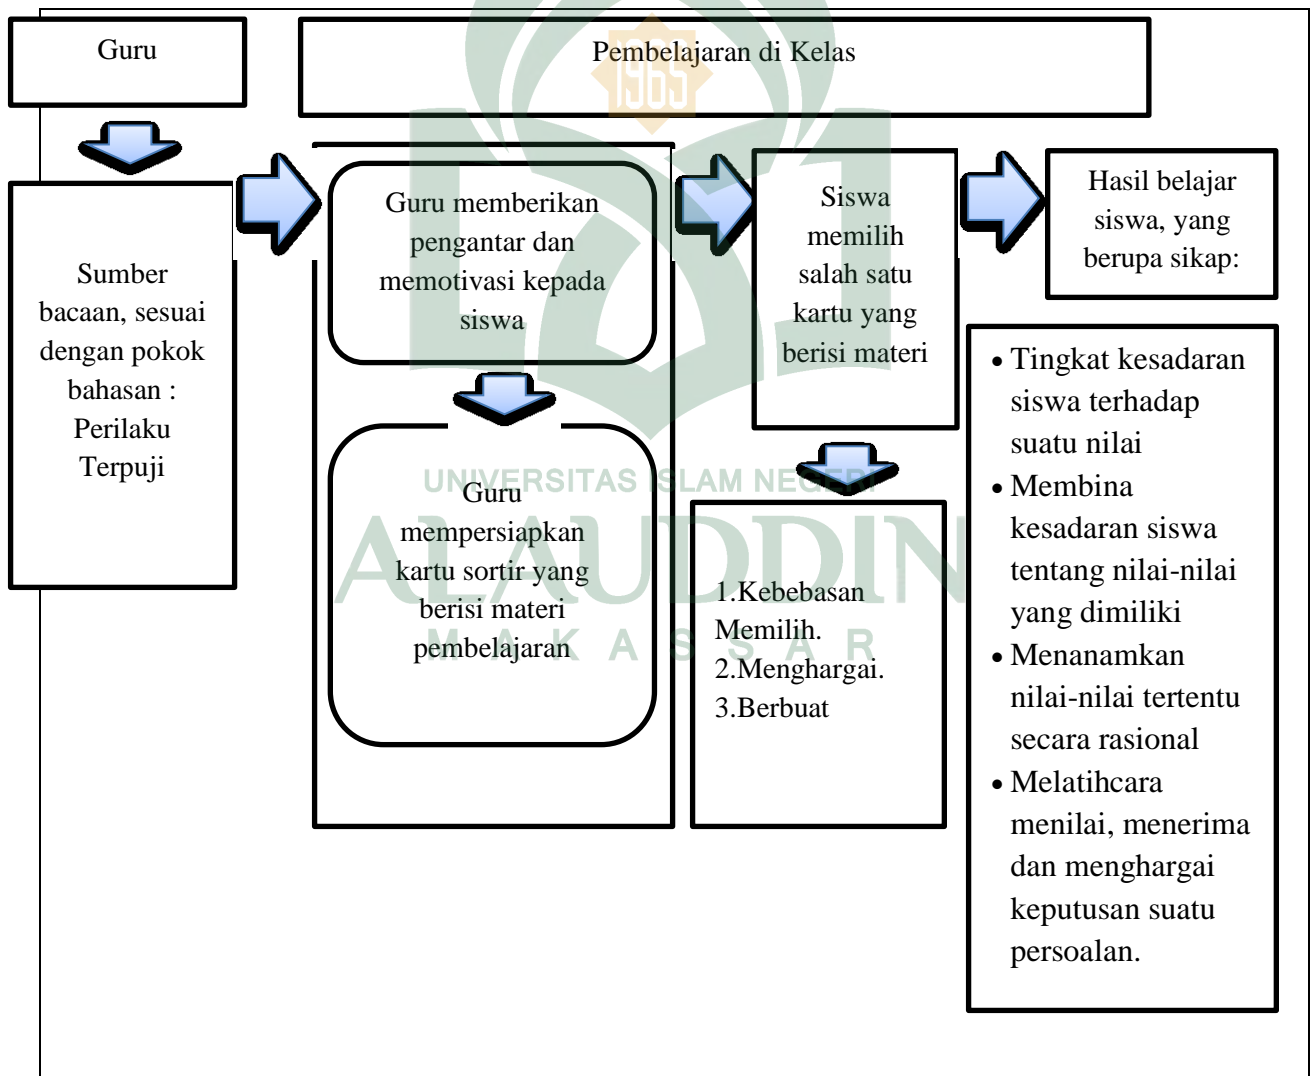 Guru
Pembelajaran di Kelas
1965
Sumber
bacaan, sesuai
dengan pokok
bahasan :
Perilaku
Terpuji
Guru memberikan
pengantar dan
memotivasi kepada
siswa
Guru
mempersiapkan
kartu sortir yang
berisi materi
pembelajaran
Siswa
memilih
salah satu
kartu yang
berisi materi
1.Kebebasan
Memilih.
2.Menghargai.
3.Berbuat
Hasil belajar
siswa, yang
berupa sikap:
• Tingkat kesadaran
siswa terhadap
suatu nilai
• Membina
kesadaran siswa
tentang nilai-nilai
yang dimiliki
• Menanamkan
nilai-nilai tertentu
secara rasional
• Melatihcara
menilai, menerima
dan menghargai
keputusan suatu
persoalan.
UNIVERSITAS ISLAM NEGERI
ALAUDDIN
MAKASSAR